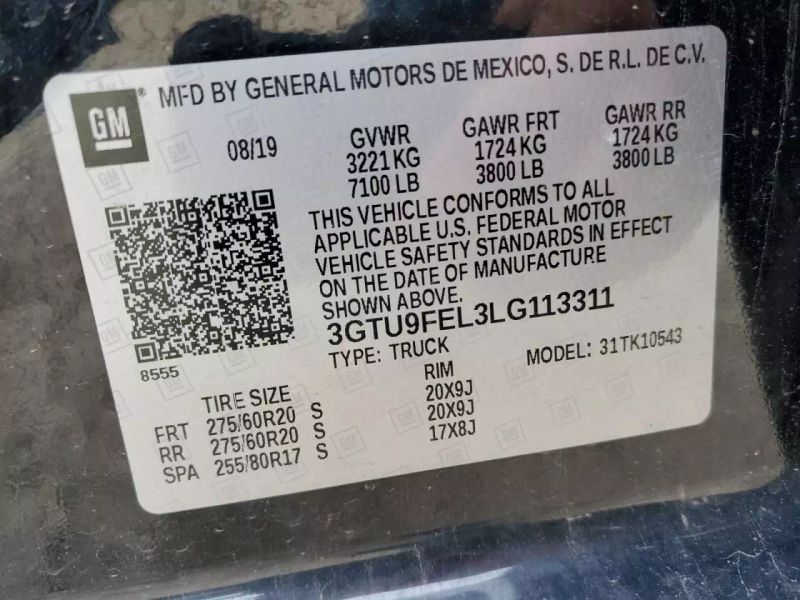 GM ® MFD BY GENERAL MOTORS DE MEXICO, S. DE R.L. DE C.V.
08/19 GVWR GAWR FRT GAWR RR
3221 KG 1724 KG 1724 KG
7100 LB 3800 LB 3800 LB
THIS VEHICLE CONFORMS TO ALL
APPLICABLE U.S. FEDERAL MOTOR
VEHICLE SAFETY STANDARDS IN EFFECT
ON THE DATE OF MANUFACTURE
SHOWN ABOVE.
3GTU9FEL3LG113311
8555 TYPE: TRUCK MODEL: 31TK10543
TIRE SIZE RIM
FRT 275/60R20 S 20X9J
RR 275/60R20 S 20X9J
SPA 255/80R17 S 17X8J